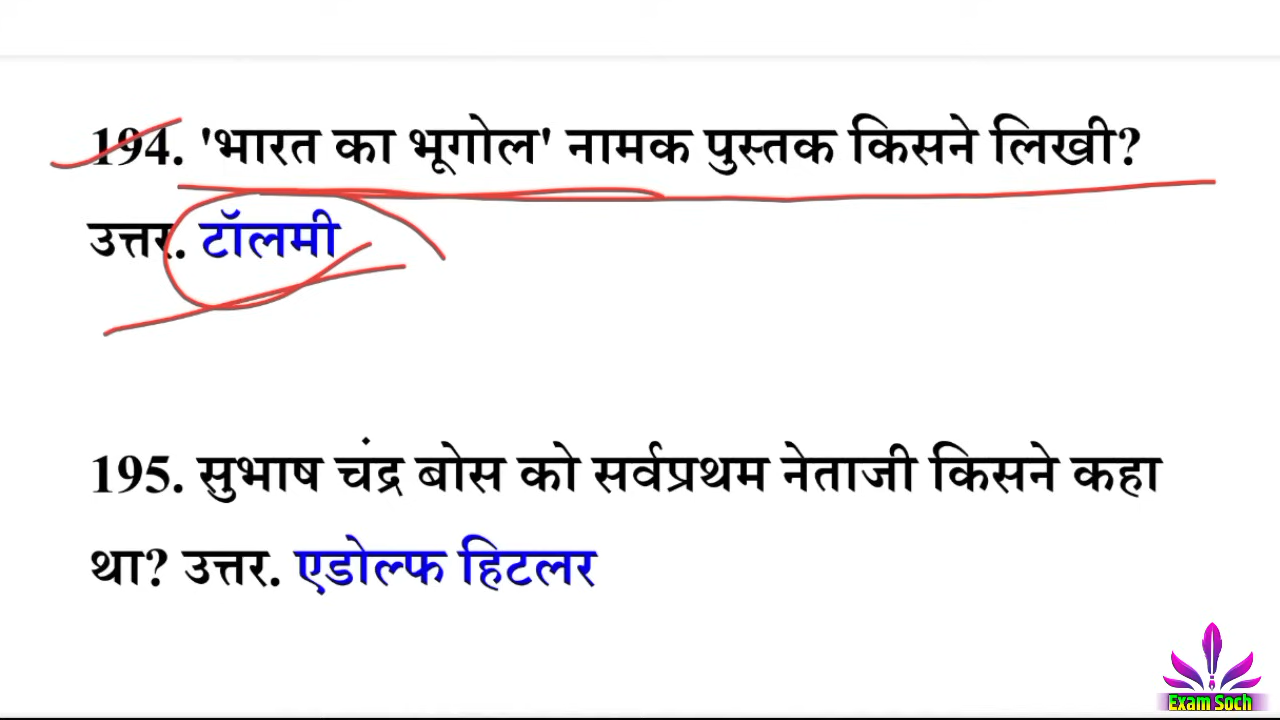 194. 'भारत का भूगोल' नामक पुस्तक किसने लिखी?
उत्तर. टॉलमी
195. सुभाष चंद्र बोस को सर्वप्रथम नेताजी किसने कहा
था? उत्तर. एडोल्फ हिटलर
Exam Soch